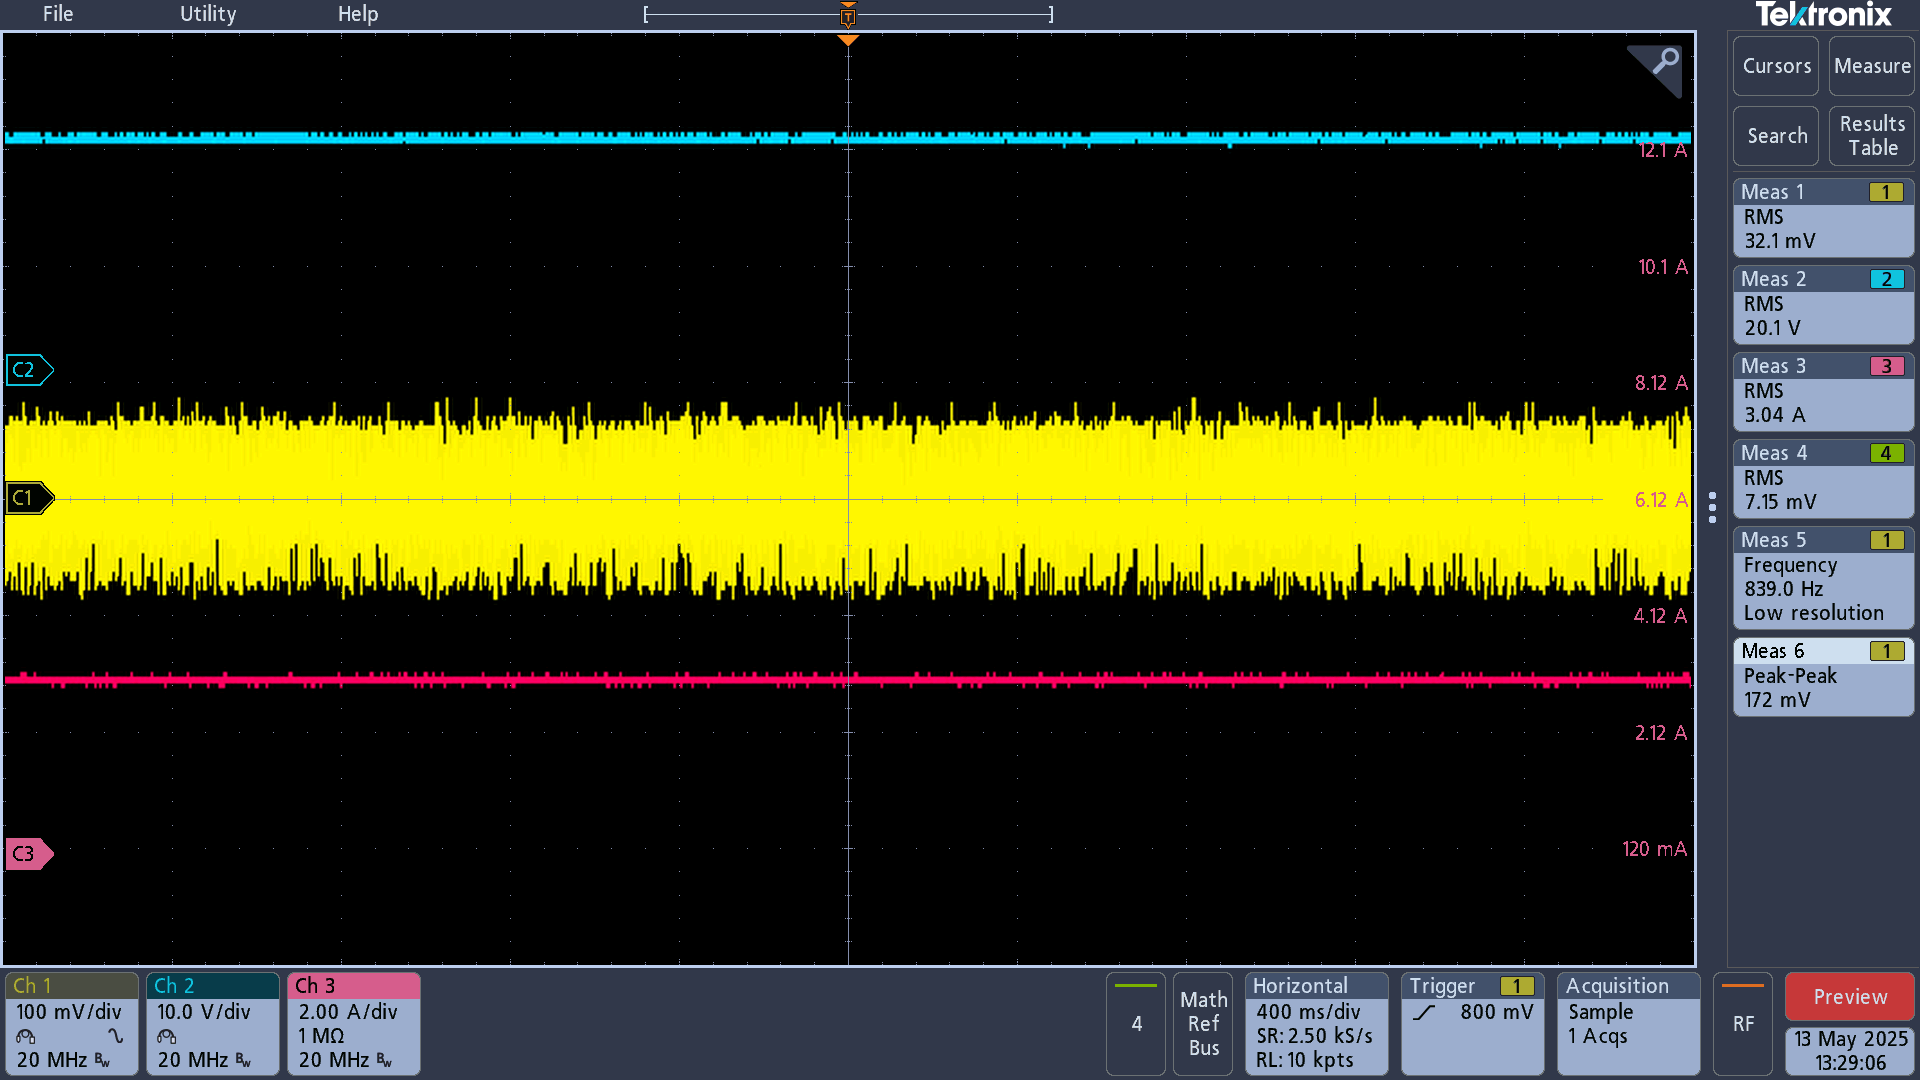 File Utility Help
T
Tektronix
Cursors Measure
Search Results Table
12.1 A
10.1 A
C2
8.12 A
C1
6.12 A
4.12 A
2.12 A
C3
120 mA
Meas 1 1
RMS
32.1 mV
Meas 2 2
RMS
20.1 V
Meas 3 3
RMS
3.04 A
Meas 4 4
RMS
7.15 mV
Meas 5 1
Frequency
839.0 Hz
Low resolution
Meas 6 1
Peak-Peak
172 mV
Ch 1
100 mV/div
20 MHz Bw
Ch 2
10.0 V/div
20 MHz Bw
Ch 3
2.00 A/div
1 MΩ
20 MHz Bw
4
Math
Ref
Bus
Horizontal
400 ms/div
SR: 2.50 kS/s
RL: 10 kpts
Trigger 1
800 mV
Acquisition
Sample
1 Acqs
RF
Preview
13 May 2025
13:29:06